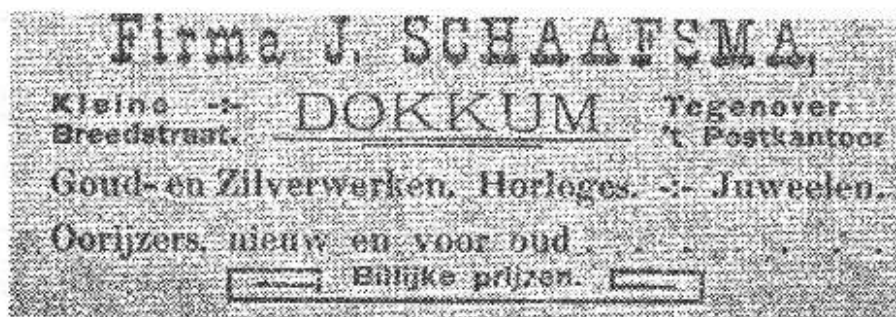 Firma J. SCHAAFSMA,
Kleine -:- DOKKUM Tegenover
Breedstraat. 't Postkantoor
Goud- en Zilverwerken. Horloges. -:- Juweelen.
Oorijzers, nieuw en voor oud . . . . . .
Billijke prijzen.